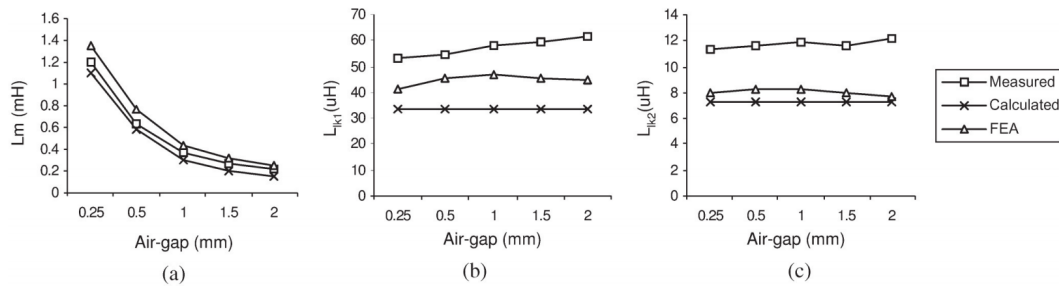 1.6
1.4
1.2
1
0.8
0.6
0.4
0.2
0
Lm (mH)
0.25 0.5 1 1.5 2
Air-gap (mm)
(a)
70
60
50
40
30
20
10
0
Llk1(uH)
0.25 0.5 1 1.5 2
Air-gap (mm)
(b)
14
12
10
8
6
4
2
0
Llk2(uH)
0.25 0.5 1 1.5 2
Air-gap (mm)
(c)
Measured
Calculated
FEA